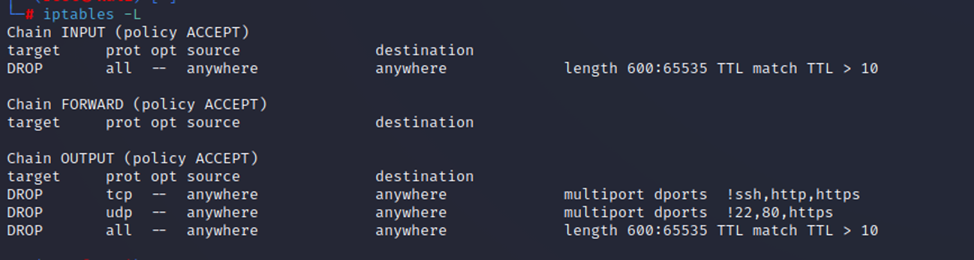 └─# iptables -L
Chain INPUT (policy ACCEPT)
target     prot opt source               destination
DROP       all  --  anywhere             anywhere             length 600:65535 TTL match TTL > 10

Chain FORWARD (policy ACCEPT)
target     prot opt source               destination

Chain OUTPUT (policy ACCEPT)
target     prot opt source               destination
DROP       tcp  --  anywhere             anywhere             multiport dports  !ssh,http,https
DROP       udp  --  anywhere             anywhere             multiport dports  !22,80,https
DROP       all  --  anywhere             anywhere             length 600:65535 TTL match TTL > 10